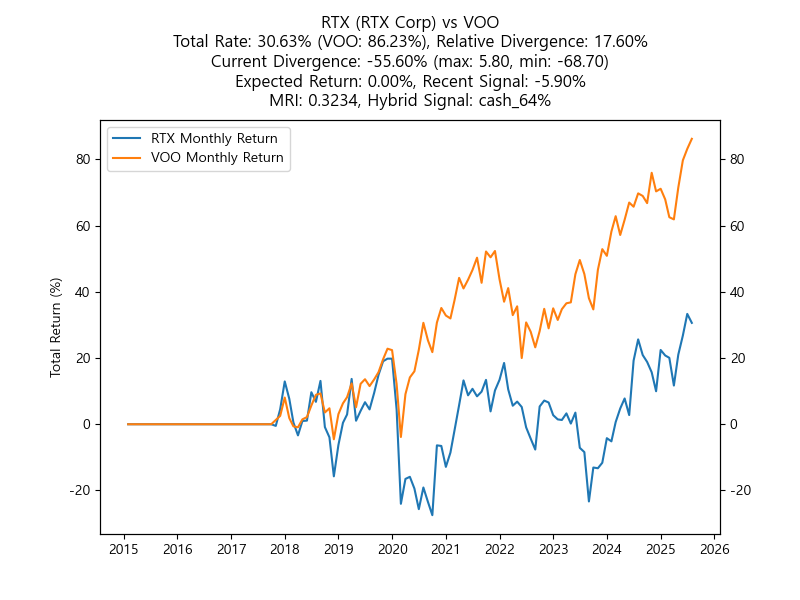 RTX (RTX Corp) vs VOO
Total Rate: 30.63% (VOO: 86.23%), Relative Divergence: 17.60%
Current Divergence: -55.60% (max: 5.80, min: -68.70)
Expected Return: 0.00%, Recent Signal: -5.90%
MRI: 0.3234, Hybrid Signal: cash_64%
RTX Monthly Return
VOO Monthly Return
Total Return (%)
80
60
40
20
0
-20
80
60
40
20
0
-20
2015 2016 2017 2018 2019 2020 2021 2022 2023 2024 2025 2026